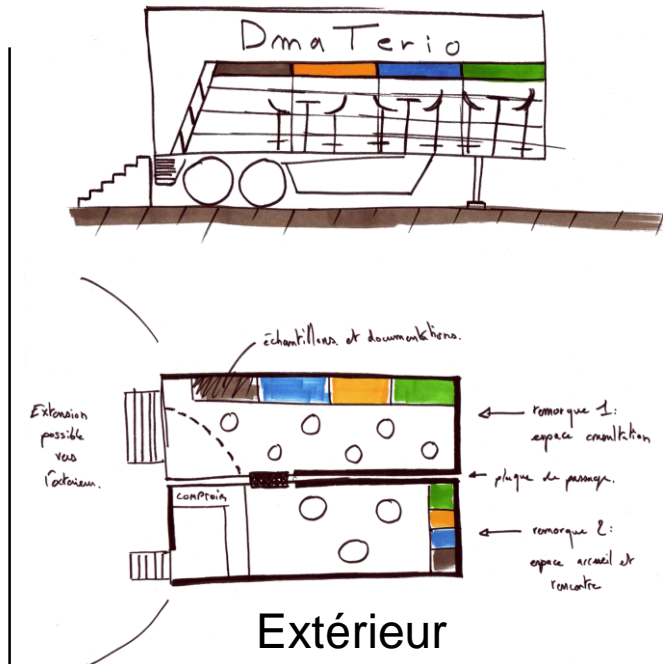 DmaTerio
échantillons et documentations.
Extension
possible
vers
l'extérieur.
remorque 1:
espace consultation
plaque de passage.
COMPTOIR
remorque 2:
espace accueil et
rencontre
Extérieur